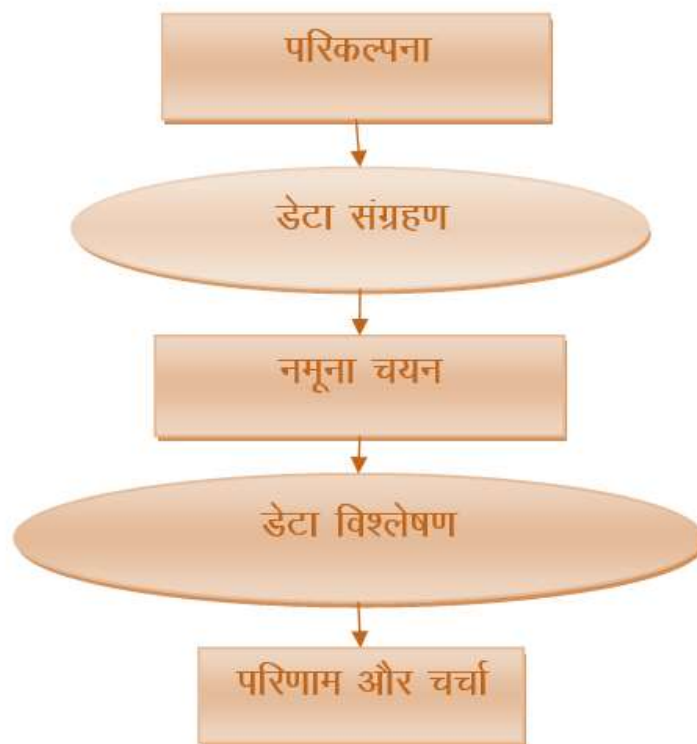 परिकल्पना
डेटा संग्रहण
नमूना चयन
डेटा विश्लेषण
परिणाम और चर्चा